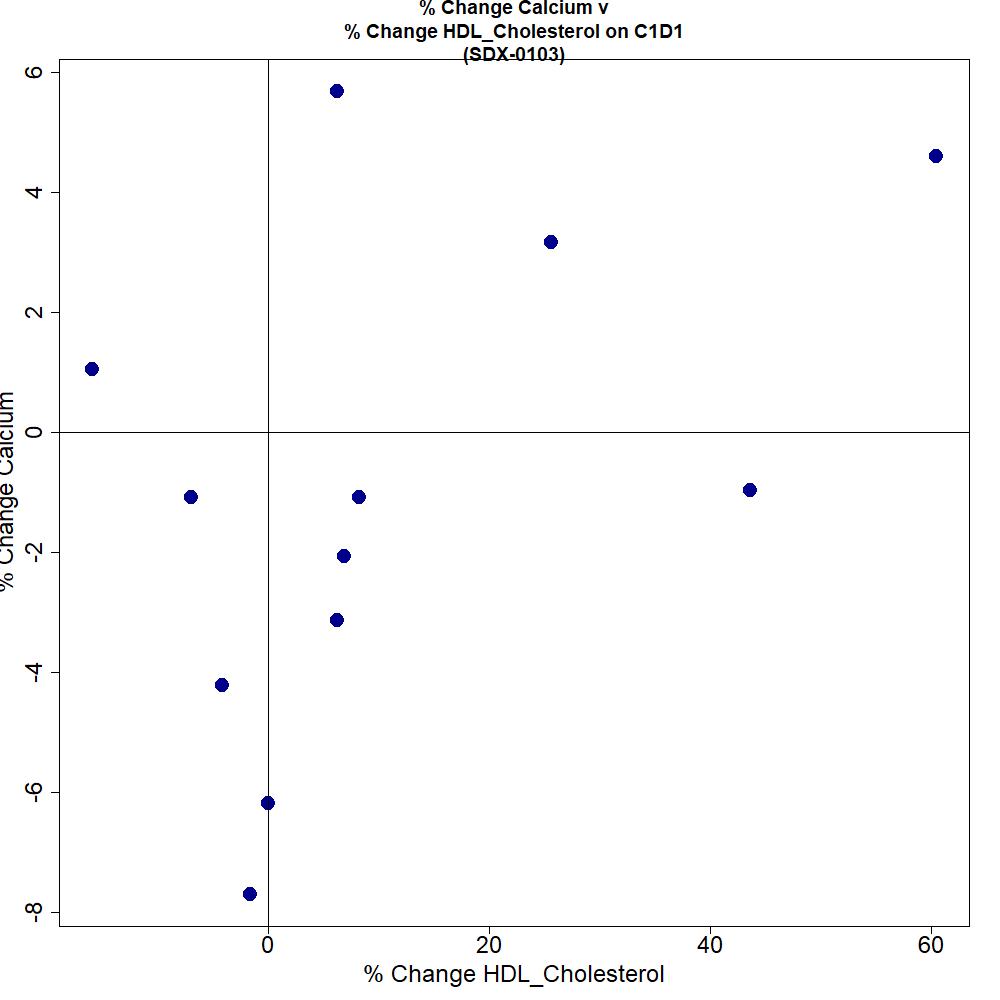 % Change Calcium v
% Change HDL_Cholesterol on C1D1
(SDX-0103)
6
4
2
0
-2
-4
-6
-8
% Change Calcium
0
20
40
60
% Change HDL_Cholesterol